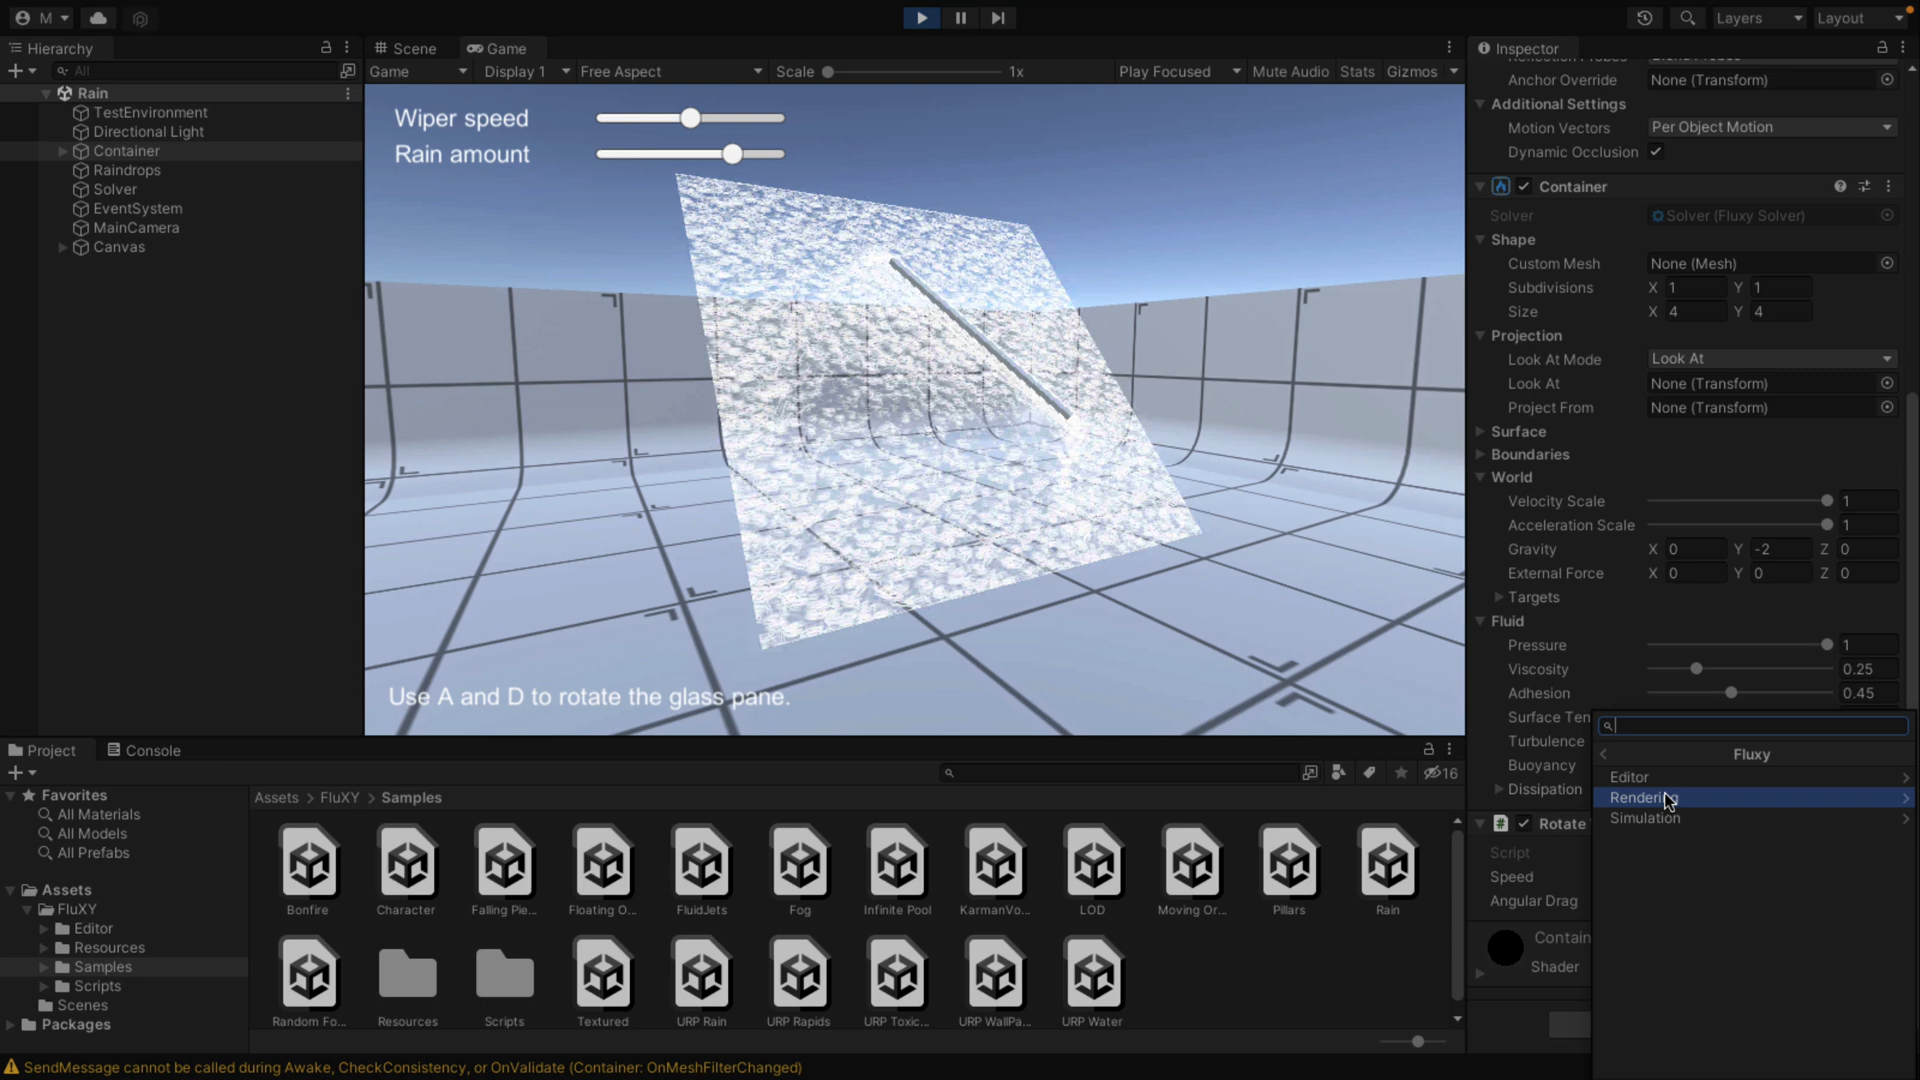 M
Layers
Layout
Hierarchy
All
Rain
TestEnvironment
Directional Light
Container
Raindrops
Solver
EventSystem
MainCamera
Canvas
Scene
Game
Game
Display 1
Free Aspect
Scale
1x
Play Focused
Mute Audio
Stats
Gizmos
Wiper speed
Rain amount
Use A and D to rotate the glass pane.
Inspector
Anchor Override
None (Transform)
Additional Settings
Motion Vectors
Per Object Motion
Dynamic Occlusion
Container
Solver
Solver (Fluxy Solver)
Shape
Custom Mesh
None (Mesh)
Subdivisions
X 1 Y 1
Size
X 4 Y 4
Projection
Look At Mode
Look At
Look At
None (Transform)
Project From
None (Transform)
Surface
Boundaries
World
Velocity Scale
1
Acceleration Scale
1
Gravity
X 0 Y -2 Z 0
External Force
X 0 Y 0 Z 0
Targets
Fluid
Pressure
1
Viscosity
0.25
Adhesion
0.45
Surface Ten
Turbulence
Buoyancy
Dissipation
Rotate
Script
Speed
Angular Drag
Contain
Shader
Fluxy
Editor
Rendering
Simulation
Project
Console
16
Favorites
All Materials
All Models
All Prefabs
Assets
FluXY
Editor
Resources
Samples
Scripts
Scenes
Packages
Assets > FluXY > Samples
Bonfire
Character
Falling Pie...
Floating O...
FluidJets
Fog
Infinite Pool
KarmanVo...
LOD
Moving Or...
Pillars
Rain
Random Fo...
Resources
Scripts
Textured
URP Rain
URP Rapids
URP Toxic...
URP WallPa...
URP Water
SendMessage cannot be called during Awake, CheckConsistency, or OnValidate (Container: OnMeshFilterChanged)